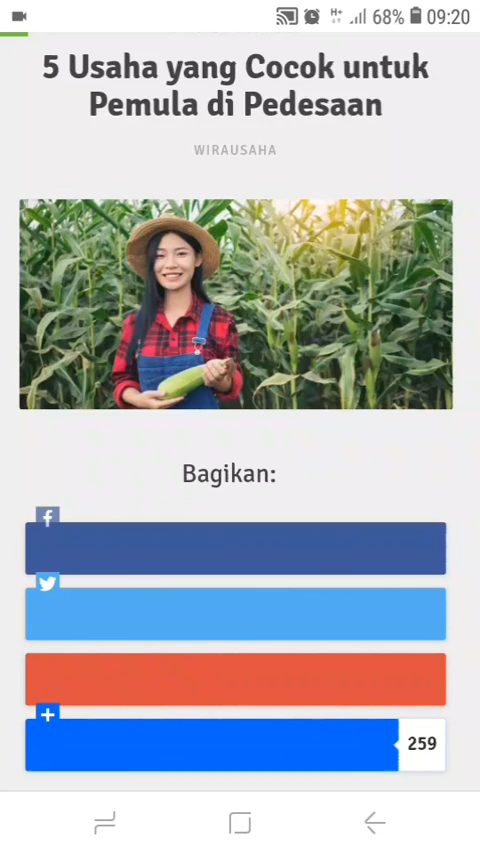 H+ 68% 09:20
5 Usaha yang Cocok untuk
Pemula di Pedesaan
WIRAUSAHA
Bagikan:
259